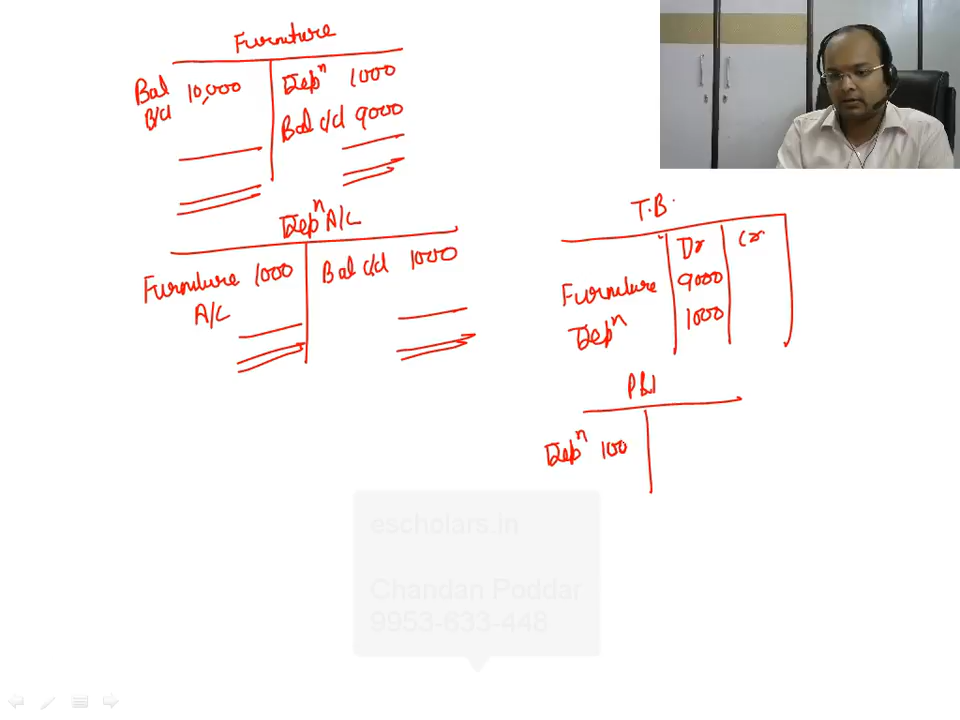 Furniture
Bal B/d 10,000
Depⁿ 1000
Bal c/d 9000
Depⁿ A/C
Furniture A/C 1000
Bal c/d 1000
T.B.
Dr Cr
Furniture 9000
Depⁿ 1000
P&L
Depⁿ 100
escholars.in
Chandan Poddar
9953-633-448